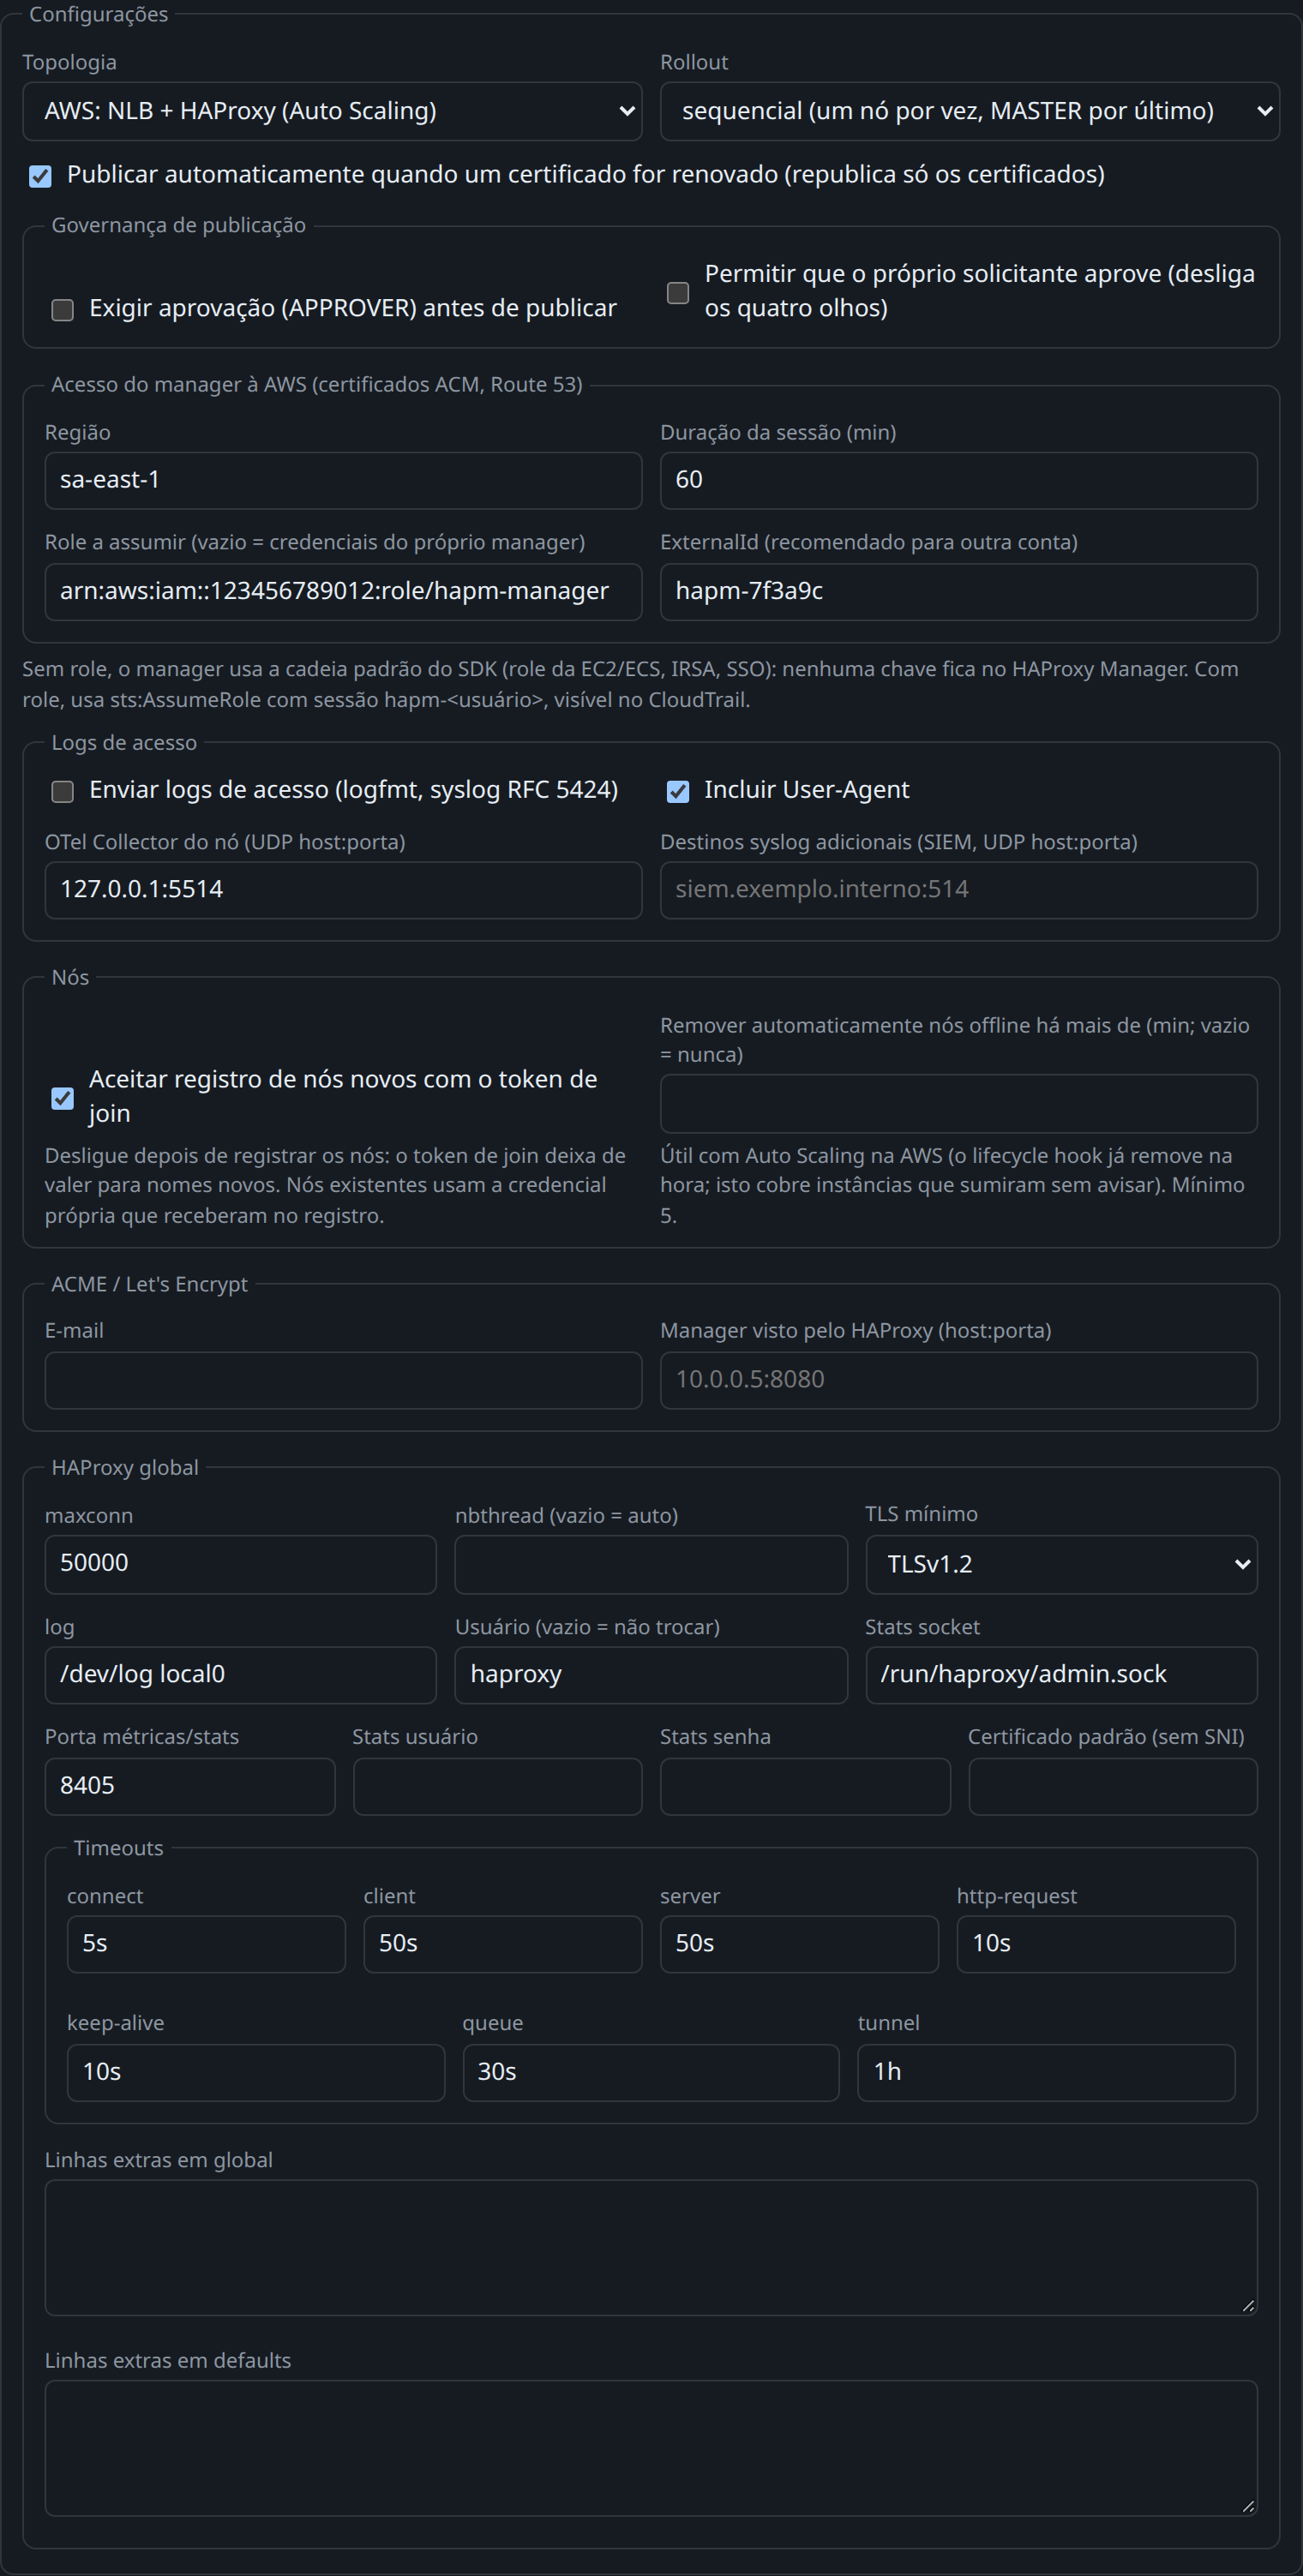 Configurações
Topologia
Rollout
AWS: NLB + HAProxy (Auto Scaling)
sequencial (um nó por vez, MASTER por último)
Publicar automaticamente quando um certificado for renovado (republica só os certificados)
Governança de publicação
Exigir aprovação (APPROVER) antes de publicar
Permitir que o próprio solicitante aprove (desliga
os quatro olhos)
Acesso do manager à AWS (certificados ACM, Route 53)
Região
Duração da sessão (min)
sa-east-1
60
Role a assumir (vazio = credenciais do próprio manager)
ExternalId (recomendado para outra conta)
arn:aws:iam::123456789012:role/hapm-manager
hapm-7f3a9c
Sem role, o manager usa a cadeia padrão do SDK (role da EC2/ECS, IRSA, SSO): nenhuma chave fica no HAProxy Manager. Com
role, usa sts:AssumeRole com sessão hapm-<usuário>, visível no CloudTrail.
Logs de acesso
Enviar logs de acesso (logfmt, syslog RFC 5424)
Incluir User-Agent
OTel Collector do nó (UDP host:porta)
Destinos syslog adicionais (SIEM, UDP host:porta)
127.0.0.1:5514
siem.exemplo.interno:514
Nós
Aceitar registro de nós novos com o token de
join
Desligue depois de registrar os nós: o token de join deixa de
valer para nomes novos. Nós existentes usam a credencial
própria que receberam no registro.
Remover automaticamente nós offline há mais de (min; vazio
= nunca)
Útil com Auto Scaling na AWS (o lifecycle hook já remove na
hora; isto cobre instâncias que sumiram sem avisar). Mínimo
5.
ACME / Let's Encrypt
E-mail
Manager visto pelo HAProxy (host:porta)
10.0.0.5:8080
HAProxy global
maxconn
nbthread (vazio = auto)
TLS mínimo
50000
TLSv1.2
log
Usuário (vazio = não trocar)
Stats socket
/dev/log local0
haproxy
/run/haproxy/admin.sock
Porta métricas/stats
Stats usuário
Stats senha
Certificado padrão (sem SNI)
8405
Timeouts
connect
client
server
http-request
5s
50s
50s
10s
keep-alive
queue
tunnel
10s
30s
1h
Linhas extras em global
Linhas extras em defaults